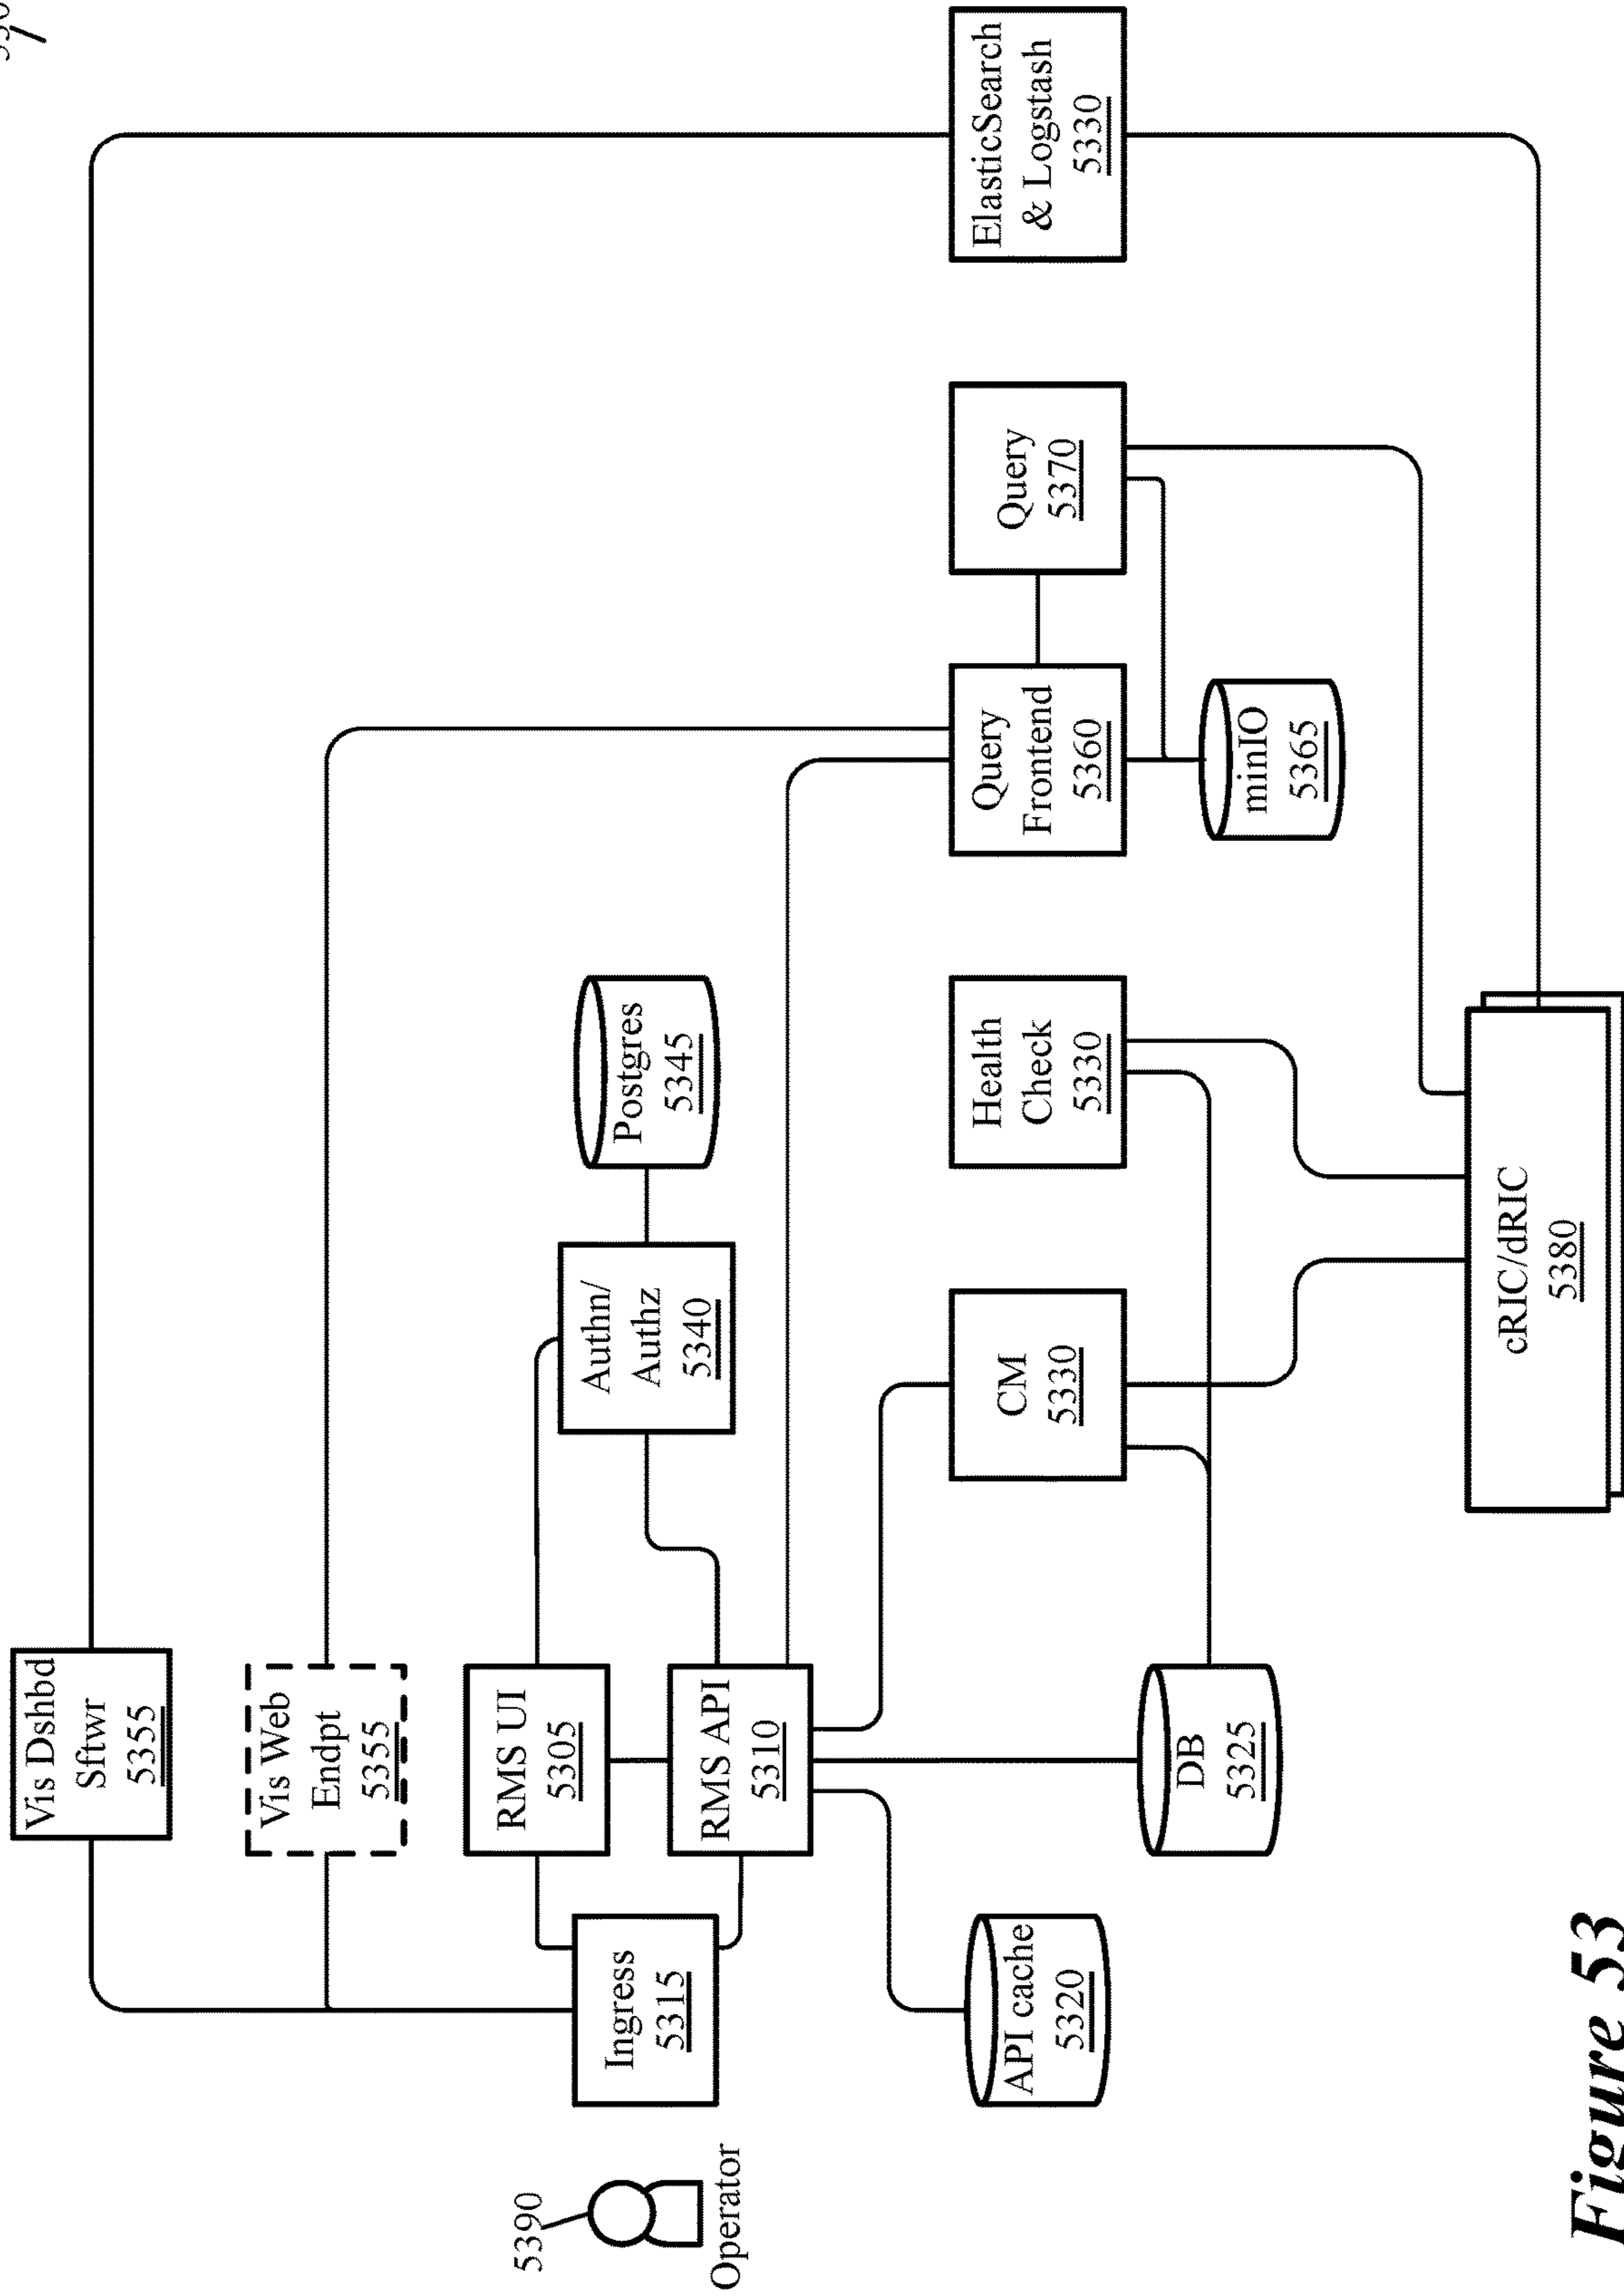 Vis Dshbd
Sftwr
5355
Vis Web
Endpt
5355
RMS UI
5305
5390
Operator
Ingress
5315
Authn/
Authz
5340
Postgres
5345
RMS API
5310
API cache
5320
CM
5330
Health
Check
5330
Query
Frontend
5360
Query
5370
ElasticSearch
& Logstash
5330
DB
5325
minIO
5365
cRIC/dRIC
5380
Figure 53